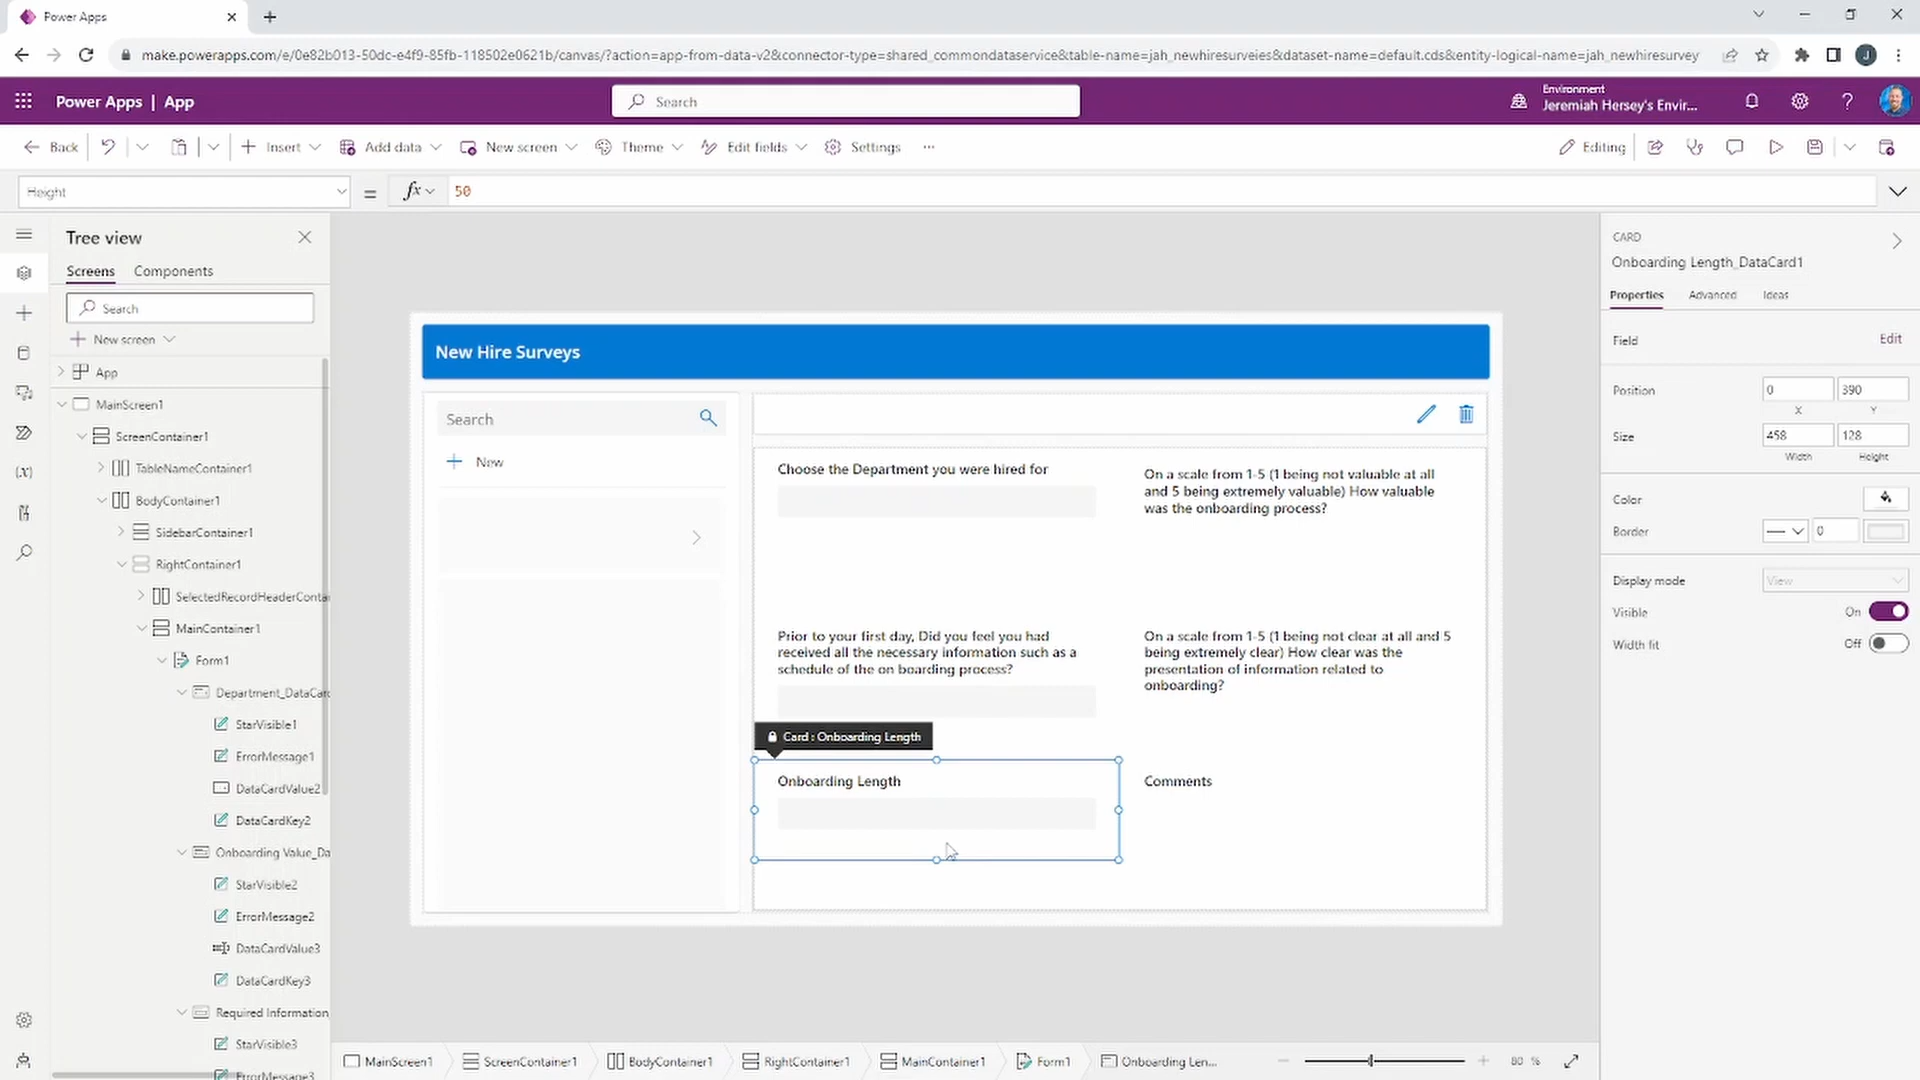 Power Apps
make.powerapps.com/e/0e82b013-50dc-e4f9-85fb-118502e0621b/canvas/?action=app-from-data-v2&connector-type=shared_commondataservice&table-name=jah_newhiresurveies&dataset-name=default.cds&entity-logical-name=jah_newhiresurvey
J
Power Apps | App
Search
Environment
Jeremiah Hersey's Envir...
Back
Insert
Add data
New screen
Theme
Edit fields
Settings
...
Editing
Height
=
fx
50
Tree view
Screens
Components
Search
New screen
App
MainScreen1
ScreenContainer1
TableNameContainer1
BodyContainer1
SidebarContainer1
RightContainer1
SelectedRecordHeaderConta
MainContainer1
Form1
Department_DataCard
StarVisible1
ErrorMessage1
DataCardValue2
DataCardKey2
Onboarding Value_Da
StarVisible2
ErrorMessage2
DataCardValue3
DataCardKey3
Required Information
StarVisible3
ErrorMessage3
New Hire Surveys
Search
New
Choose the Department you were hired for
On a scale from 1-5 (1 being not valuable at all
and 5 being extremely valuable) How valuable
was the onboarding process?
Prior to your first day, Did you feel you had
received all the necessary information such as a
schedule of the on boarding process?
On a scale from 1-5 (1 being not clear at all and 5
being extremely clear) How clear was the
presentation of information related to
onboarding?
Card : Onboarding Length
Onboarding Length
Comments
CARD
Onboarding Length_DataCard1
Properties
Advanced
Ideas
Field
Edit
Position
0
390
X
Y
Size
458
128
Width
Height
Color
Border
0
Display mode
View
Visible
On
Width fit
Off
MainScreen1
ScreenContainer1
BodyContainer1
RightContainer1
MainContainer1
Form1
Onboarding Len...
80 %